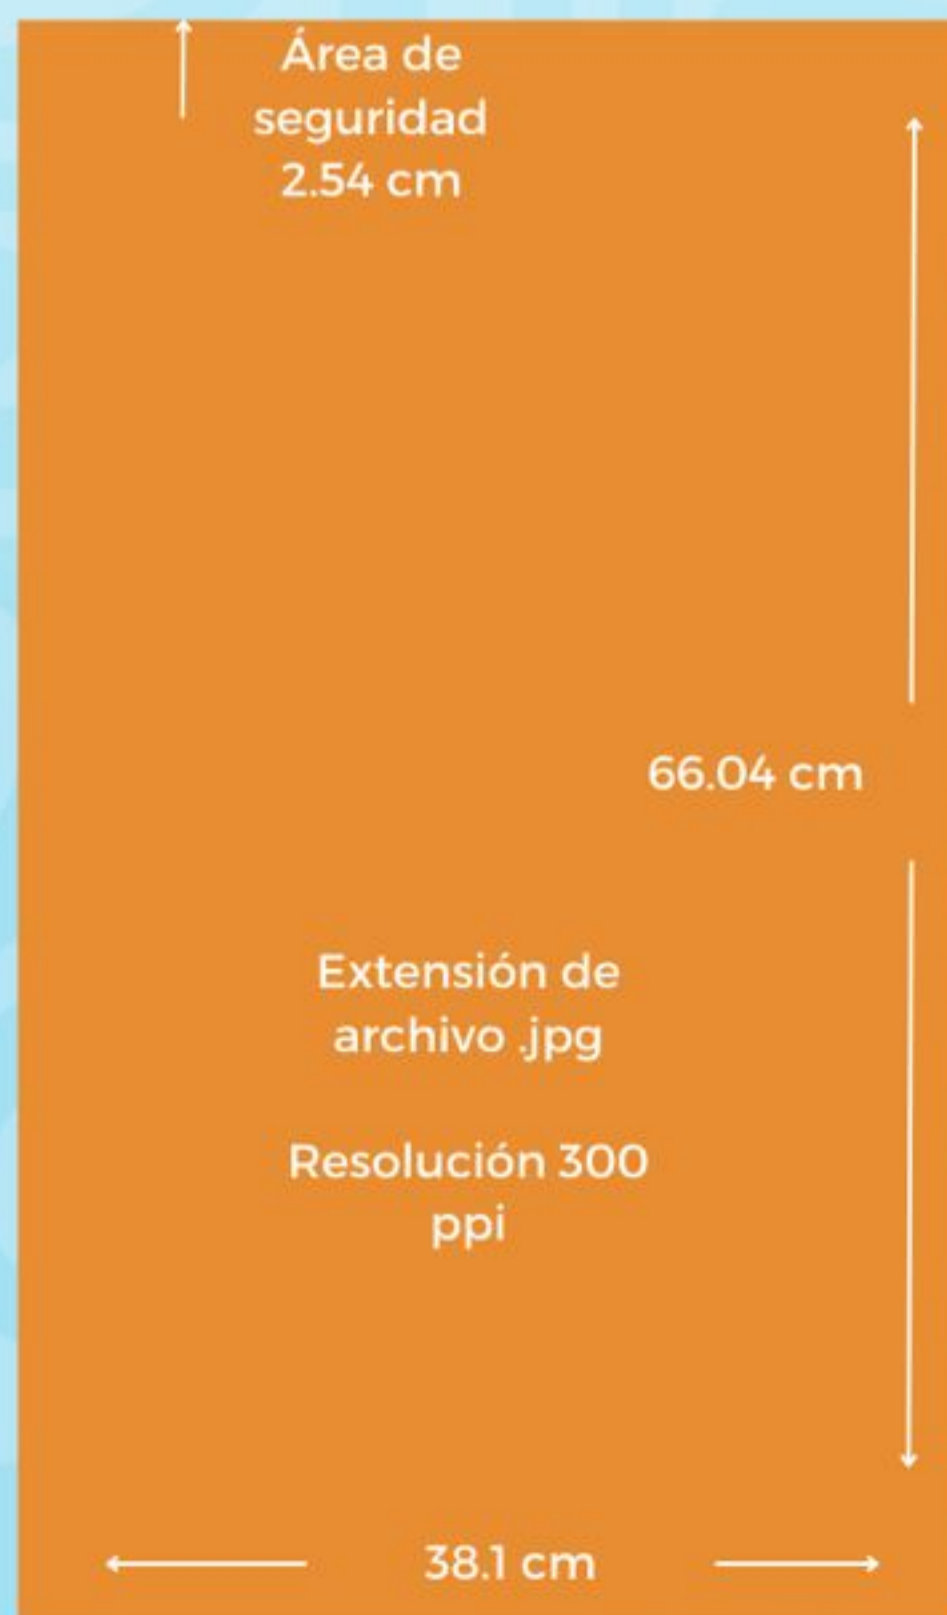 Área de
seguridad
2.54 cm
66.04 cm
Extensión de
archivo .jpg
Resolución 300
ppi
38.1 cm